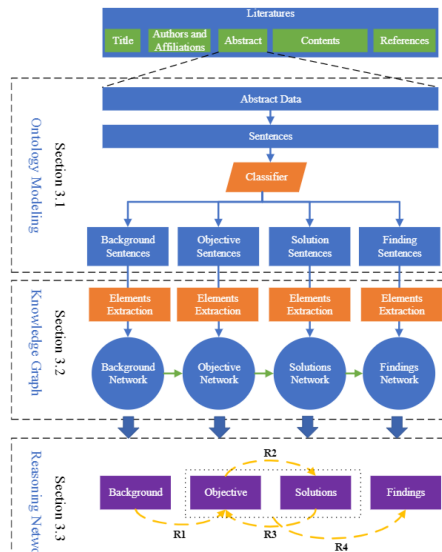 Literatures
Title
Authors and
Affiliations
Abstract
Contents
References
Section 3.1
Ontology Modeling
Abstract Data
Sentences
Classifier
Background
Sentences
Objective
Sentences
Solution
Sentences
Finding
Sentences
Section 3.2
Knowledge Graph
Elements
Extraction
Elements
Extraction
Elements
Extraction
Elements
Extraction
Background
Network
Objective
Network
Solutions
Network
Findings
Network
Section 3.3
Reasoning Netwo
R2
Background
Objective
Solutions
Findings
R1
R3
R4